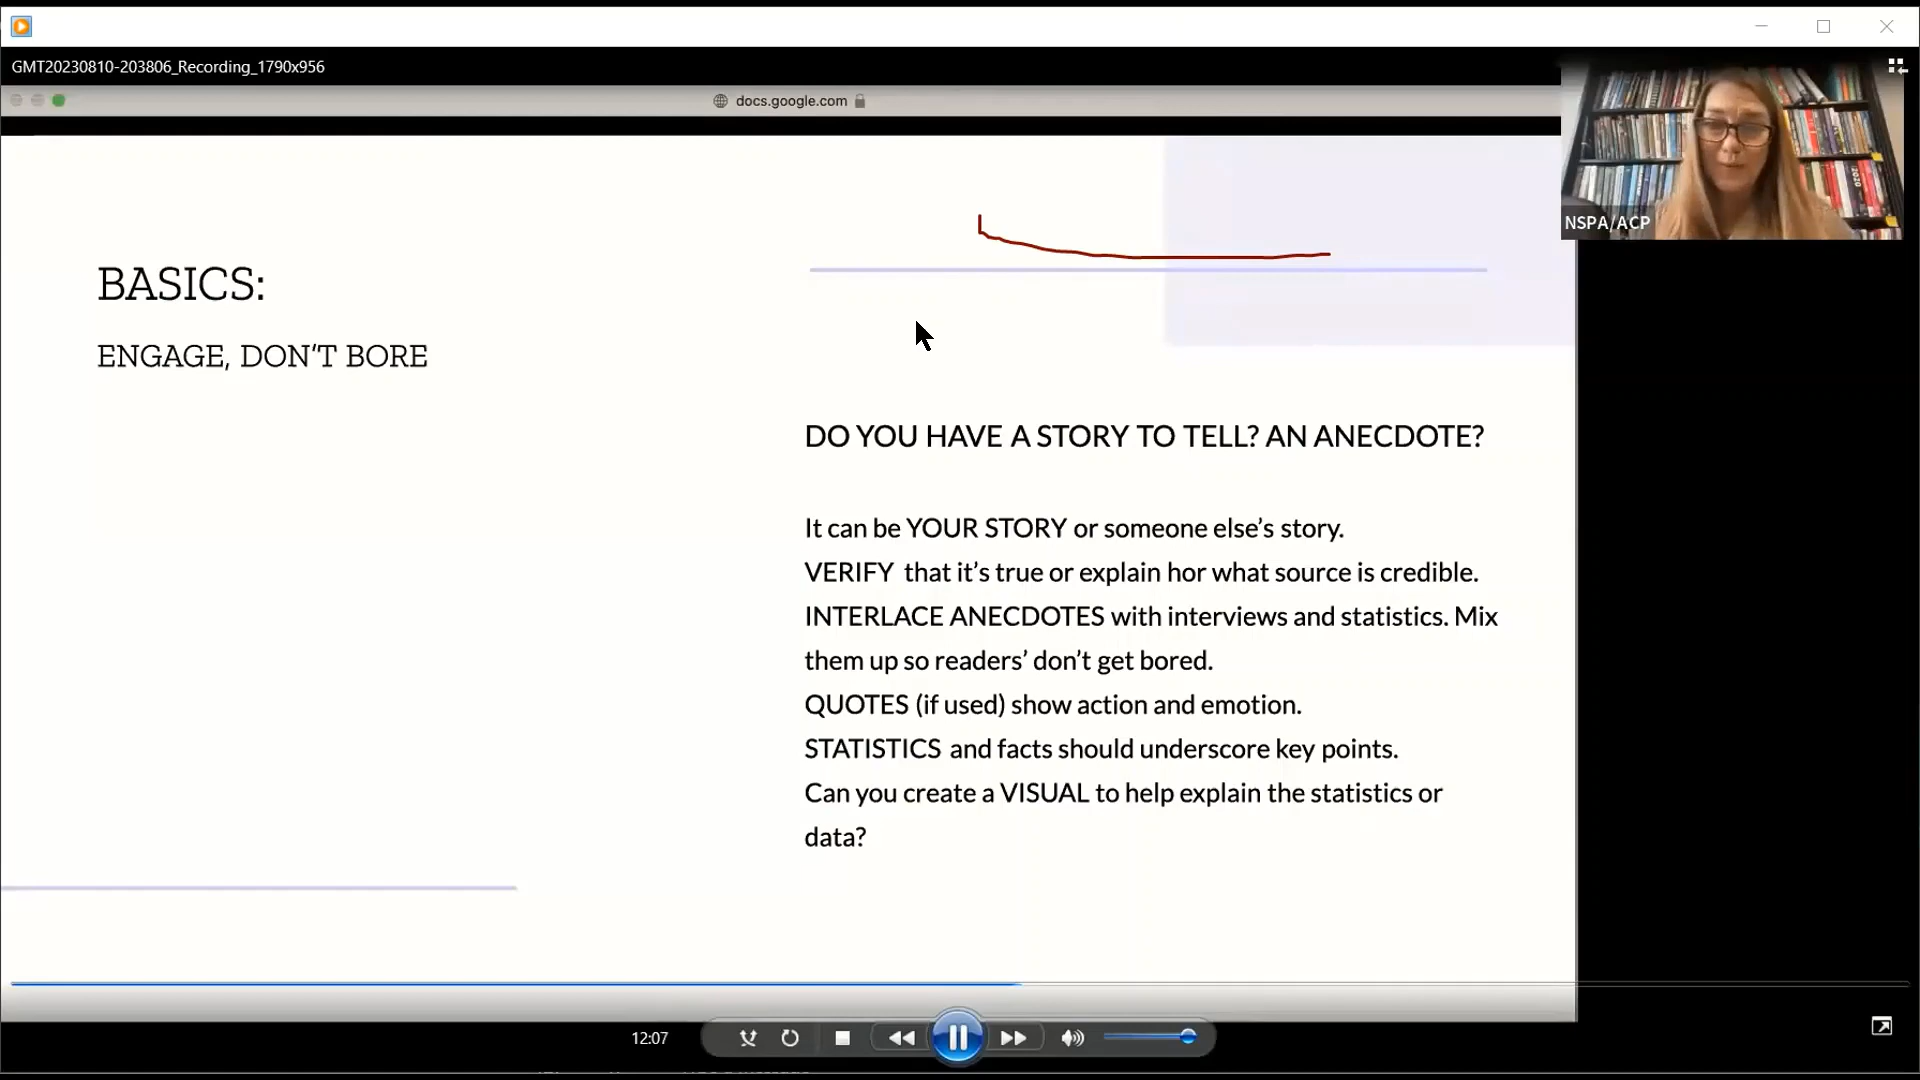 GMT20230810-203806_Recording_1790x956
docs.google.com
NSPA/ACP
2020
BASICS:
ENGAGE, DON'T BORE
DO YOU HAVE A STORY TO TELL? AN ANECDOTE?
It can be YOUR STORY or someone else's story.
VERIFY that it's true or explain hor what source is credible.
INTERLACE ANECDOTES with interviews and statistics. Mix
them up so readers' don't get bored.
QUOTES (if used) show action and emotion.
STATISTICS and facts should underscore key points.
Can you create a VISUAL to help explain the statistics or
data?
12:07